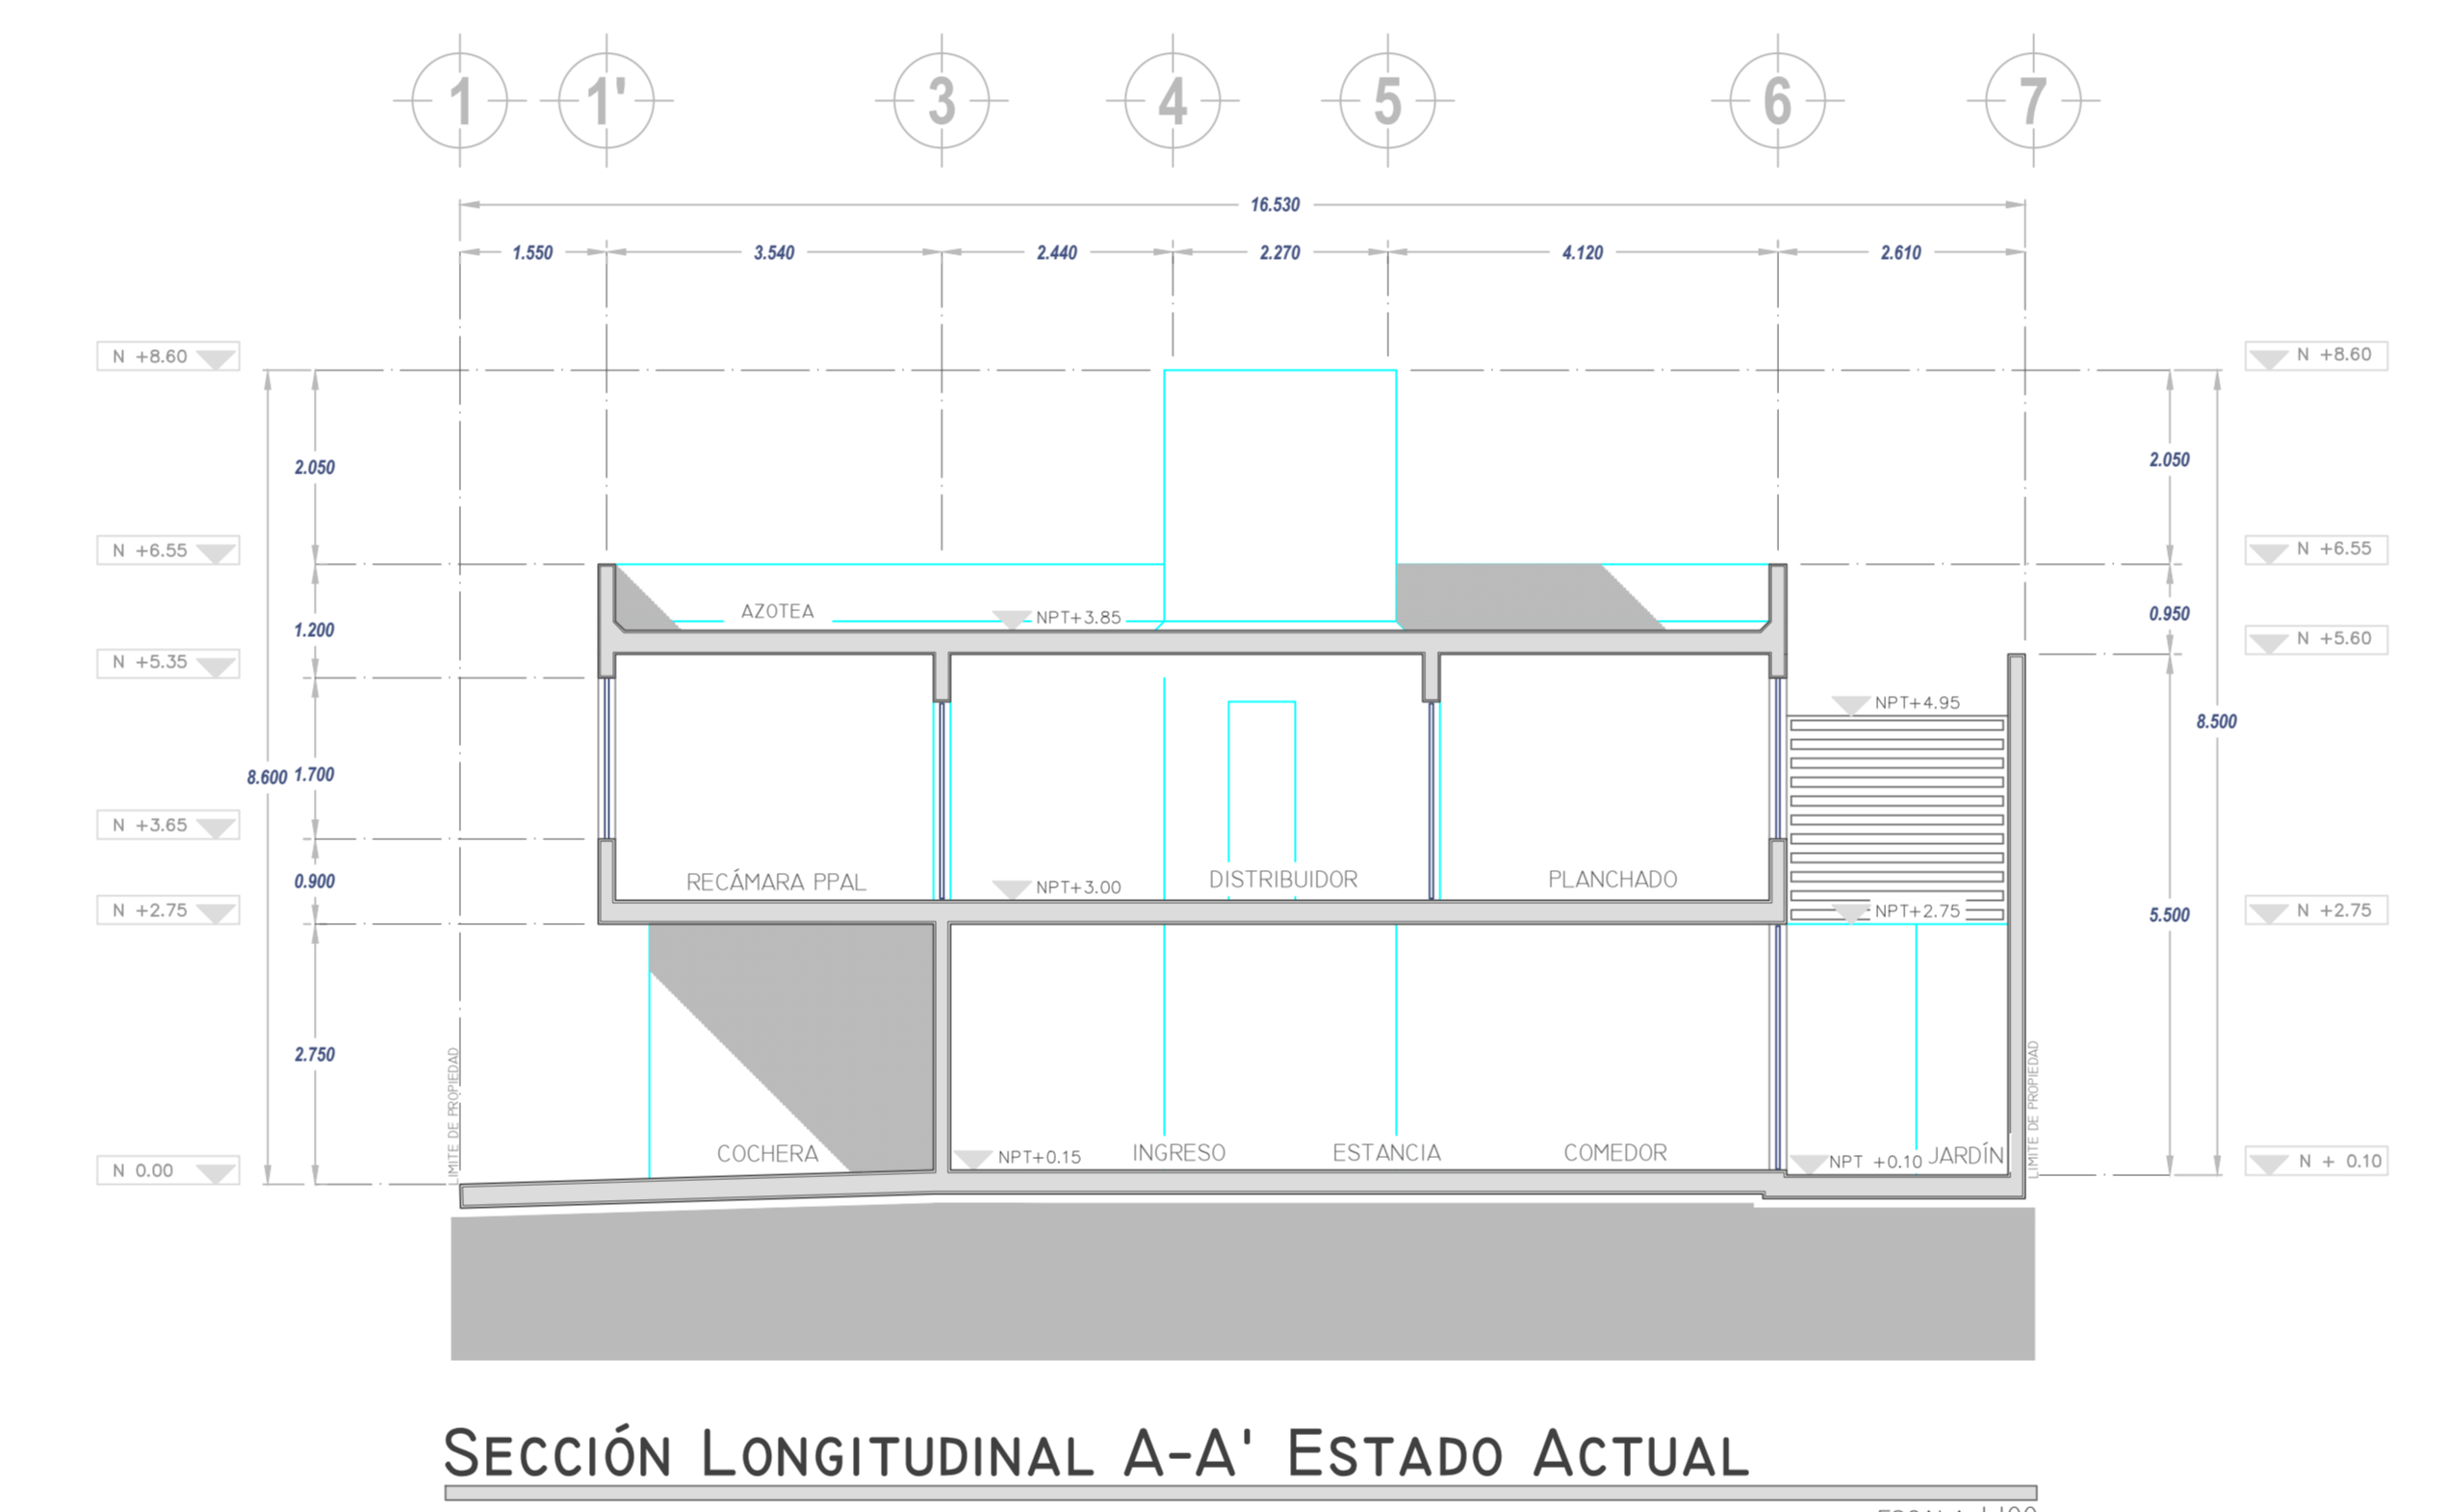 1 1' 3 4 5 6 7
16.530
1.550 3.540 2.440 2.270 4.120 2.610
N +8.60 N +8.60
2.050 2.050
N +6.55 N +6.55
AZOTEA NPT+3.85 0.950
1.200
N +5.35 N +5.60
NPT+4.95
8.500
8.600 1.700
N +3.65
0.900 RECÁMARA PPAL NPT+3.00 DISTRIBUIDOR PLANCHADO
N +2.75 NPT+2.75 5.500 N +2.75
2.750
LIMITE DE PROPIEDAD LIMITE DE PROPIEDAD
COCHERA NPT+0.15 INGRESO ESTANCIA COMEDOR NPT +0.10 JARDÍN
N 0.00 N + 0.10
SECCIÓN LONGITUDINAL A-A' ESTADO ACTUAL